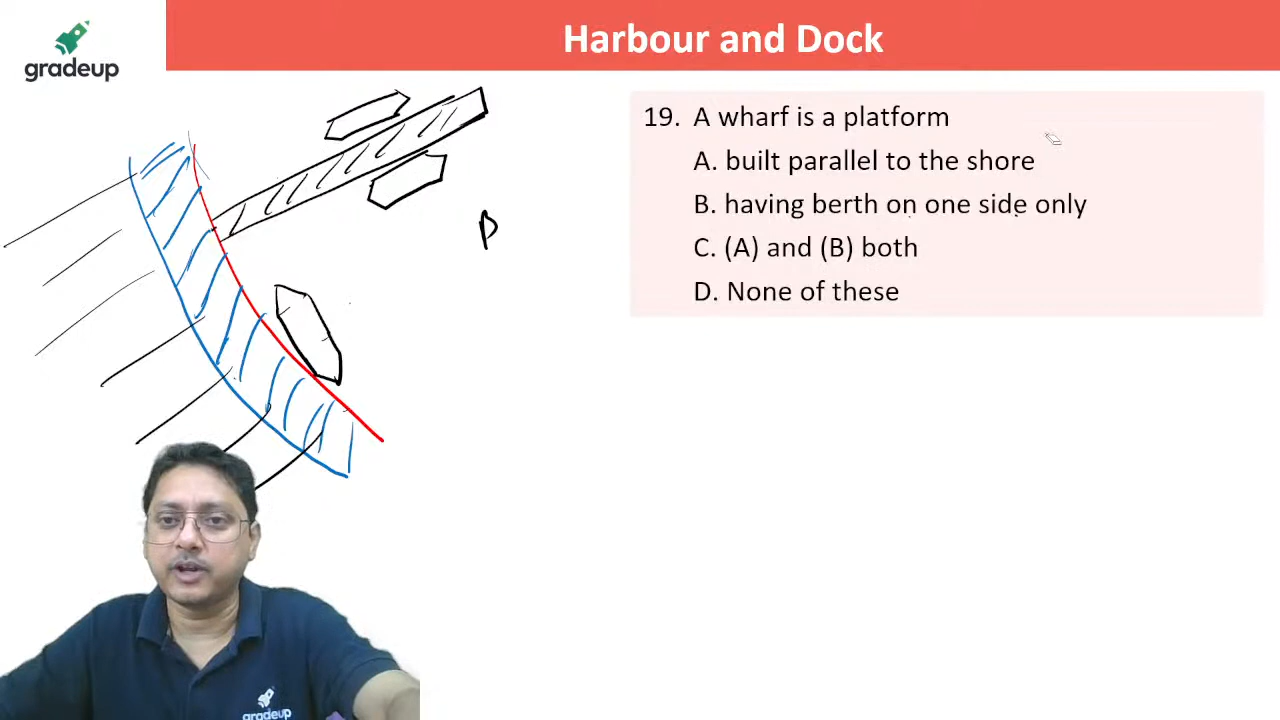 gradeup
Harbour and Dock
19. A wharf is a platform
A. built parallel to the shore
B. having berth on one side only
C. (A) and (B) both
D. None of these
P
gradeup